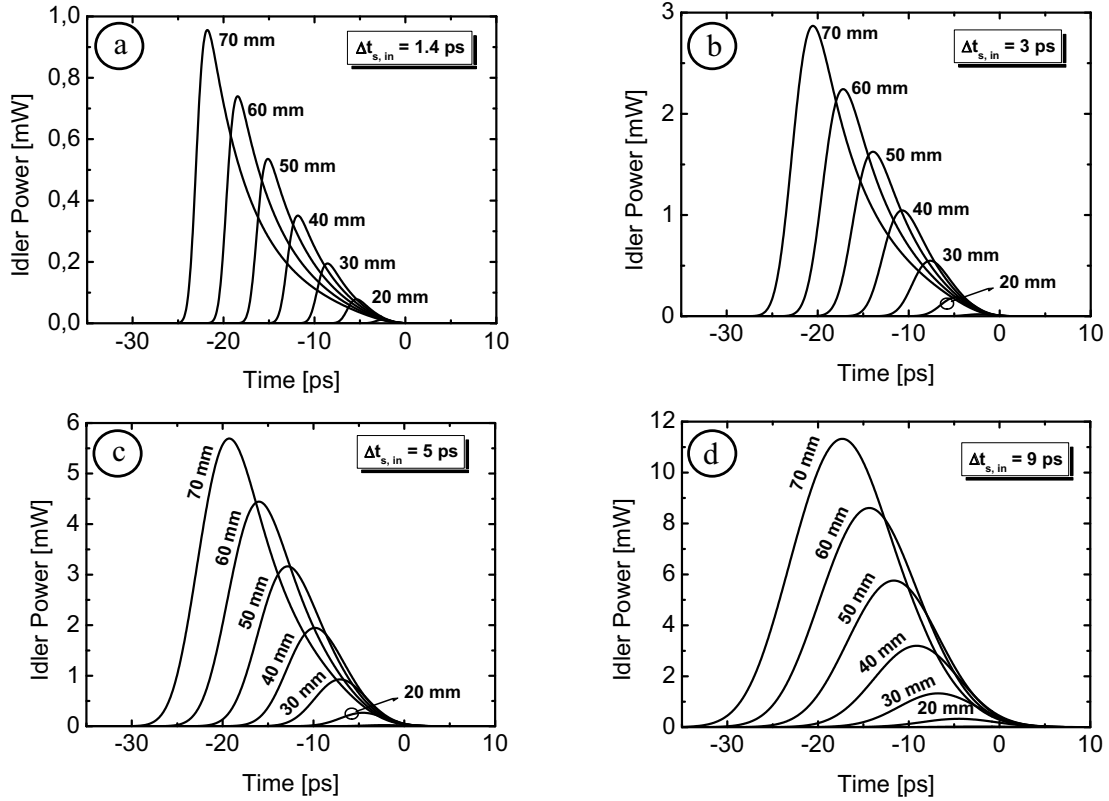 a
Δt s, in = 1.4 ps
70 mm
60 mm
50 mm
40 mm
30 mm
20 mm
1,0
0,8
0,6
0,4
0,2
0,0
Idler Power [mW]
-30
-20
-10
0
10
Time [ps]
b
Δt s, in = 3 ps
70 mm
60 mm
50 mm
40 mm
30 mm
20 mm
3
2
1
0
Idler Power [mW]
-30
-20
-10
0
10
Time [ps]
c
Δt s, in = 5 ps
70 mm
60 mm
50 mm
40 mm
30 mm
20 mm
6
5
4
3
2
1
0
Idler Power [mW]
-30
-20
-10
0
10
Time [ps]
d
Δt s, in = 9 ps
70 mm
60 mm
50 mm
40 mm
30 mm
20 mm
12
10
8
6
4
2
0
Idler Power [mW]
-30
-20
-10
0
10
Time [ps]